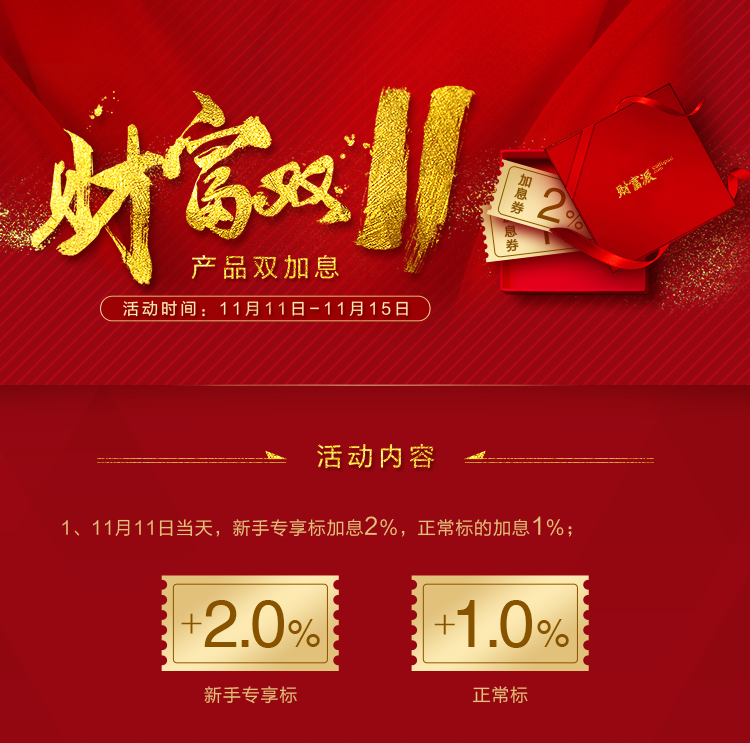 财富双11
产品双加息
活动时间：11月11日-11月15日
加息券
2%
息券
1
财富派
活动内容
1、11月11日当天，新手专享标加息2%，正常标的加息1%；
+2.0%
+1.0%
新手专享标
正常标